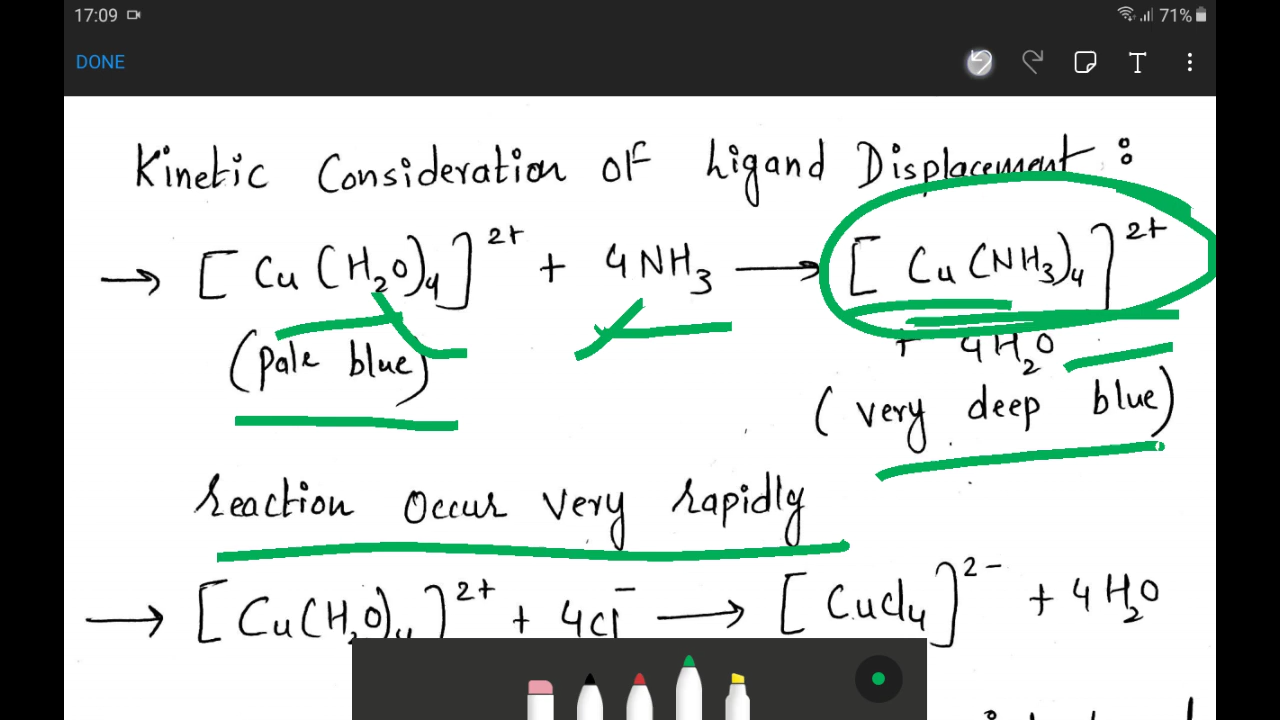 17:09 71%
DONE T
Kinetic Consideration of Ligand Displacement:
→ [Cu(H₂O)₄]²⁺ + 4NH₃ → [Cu(NH₃)₄]²⁺
+ 4H₂O
(pale blue)
(very deep blue)
reaction occur very rapidly
→ [Cu(H₂O)₄]²⁺ + 4Cl⁻ → [CuCl₄]²⁻ + 4H₂O